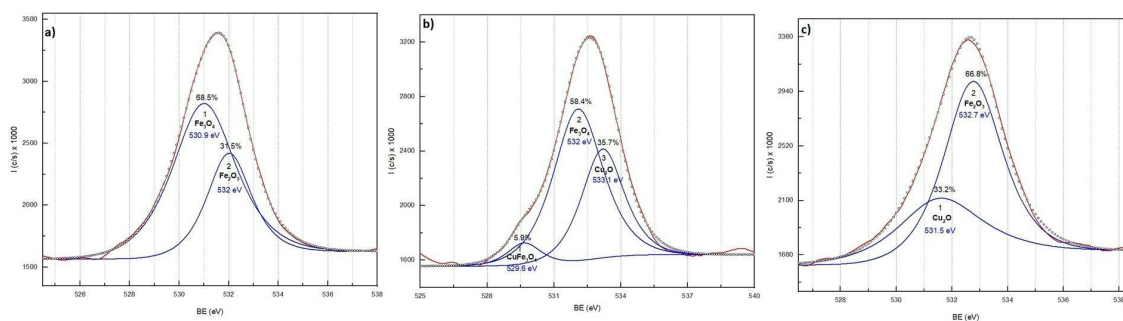 a)
3500
3000
2500
2000
1500
I (c/s) x 1000
68.5%
1
Fe3O4
530.9 eV
31.5%
2
Fe2O3
532 eV
526 528 530 532 534 536 538
BE (eV)
b)
3200
2800
2400
2000
1600
I (c/s) x 1000
58.4%
2
Fe3O4
532 eV
35.7%
3
Cu2O
533.1 eV
5.9%
1
CuFe2O4
529.6 eV
525 528 531 534 537 540
BE (eV)
c)
3360
2940
2520
2100
1680
I (c/s) x 1000
66.8%
2
Fe2O3
532.7 eV
33.2%
1
Cu2O
531.5 eV
528 530 532 534 536 538
BE (eV)